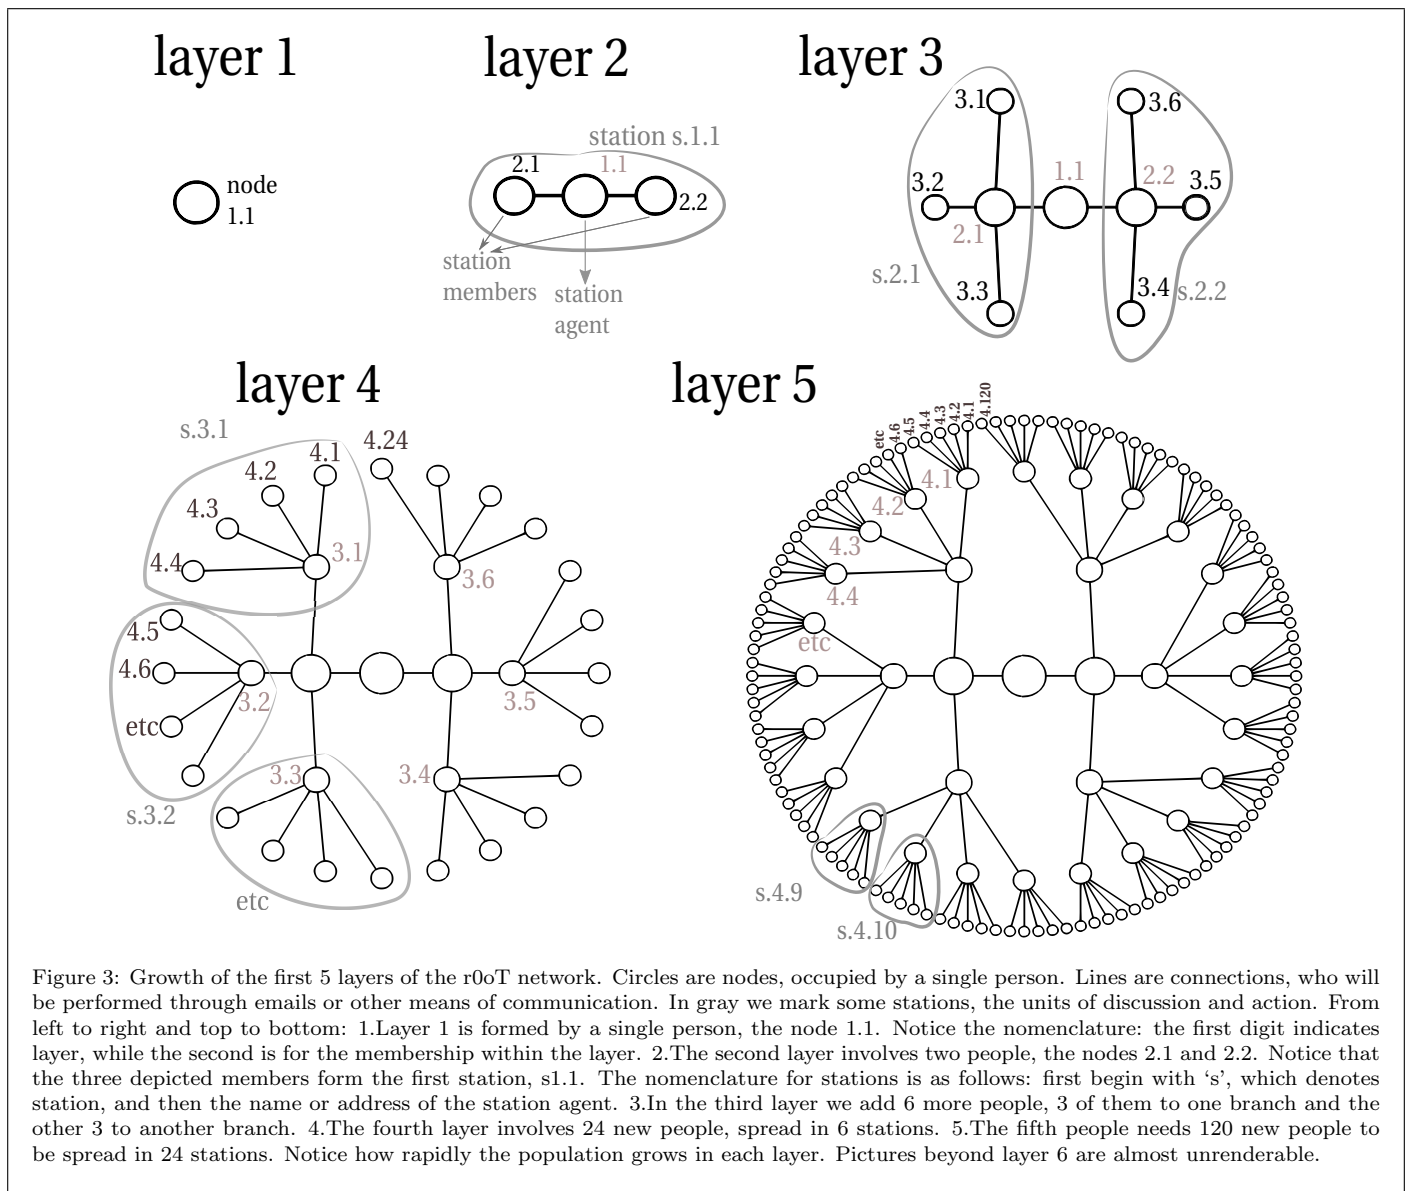 layer 1
node
1.1
layer 2
station s.1.1
2.1
1.1
2.2
station
members
station
agent
layer 3
3.1
3.6
1.1
3.2
2.2
3.5
2.1
s.2.1
3.3
3.4
s.2.2
layer 4
s.3.1
4.1
4.24
4.2
4.3
3.1
4.4
3.6
4.5
4.6
3.2
3.5
etc
3.3
3.4
s.3.2
etc
layer 5
etc
4.6
4.5
4.4
4.3
4.2
4.1
4.120
4.1
4.2
4.3
4.4
etc
s.4.9
s.4.10
Figure 3: Growth of the first 5 layers of the r0oT network. Circles are nodes, occupied by a single person. Lines are connections, who will
be performed through emails or other means of communication. In gray we mark some stations, the units of discussion and action. From
left to right and top to bottom: 1.Layer 1 is formed by a single person, the node 1.1. Notice the nomenclature: the first digit indicates
layer, while the second is for the membership within the layer. 2.The second layer involves two people, the nodes 2.1 and 2.2. Notice that
the three depicted members form the first station, s1.1. The nomenclature for stations is as follows: first begin with ‘s’, which denotes
station, and then the name or address of the station agent. 3.In the third layer we add 6 more people, 3 of them to one branch and the
other 3 to another branch. 4.The fourth layer involves 24 new people, spread in 6 stations. 5.The fifth people needs 120 new people to
be spread in 24 stations. Notice how rapidly the population grows in each layer. Pictures beyond layer 6 are almost unrenderable.